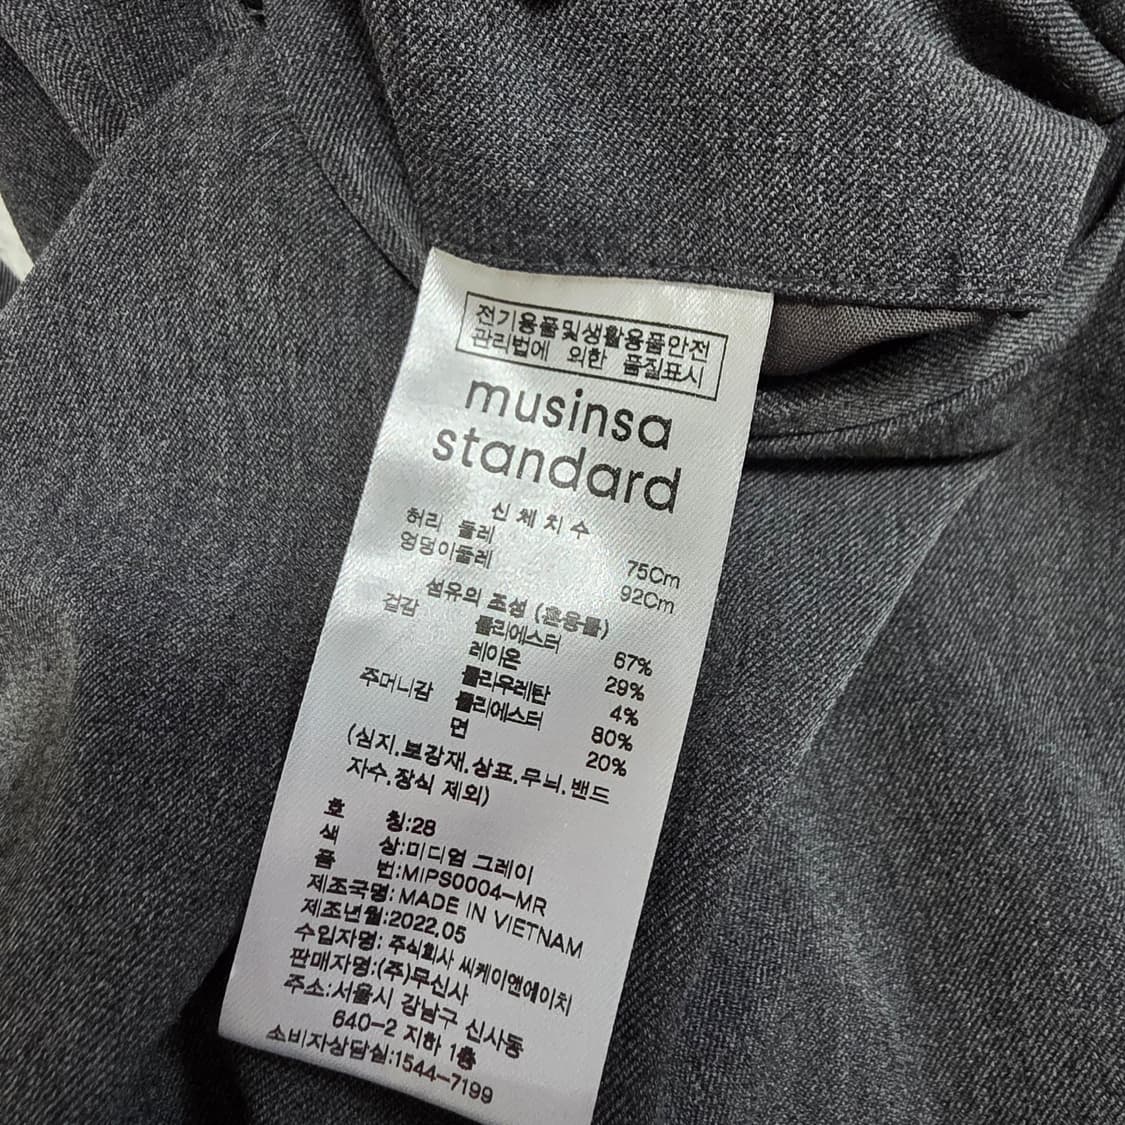 전기용품및생활용품안전
관리법에 의한 품질표시
musinsa
standard
신체치수
허리 둘레 75Cm
엉덩이둘레 92Cm
섬유의 조성 (혼용률)
겉감 폴리에스터 67%
레이온 29%
폴리우레탄 4%
주머니감 폴리에스터 80%
면 20%
(심지.보강재.상표.무늬.밴드
자수.장식 제외)
호 칭:28
색 상:미디엄 그레이
품 번:MIPS0004-MR
제조국명: MADE IN VIETNAM
제조년월:2022.05
수입자명: 주식회사 씨케이앤에이치
판매자명:(주)무신사
주소:서울시 강남구 신사동
640-2 지하 1층
소비자상담실:1544-7199